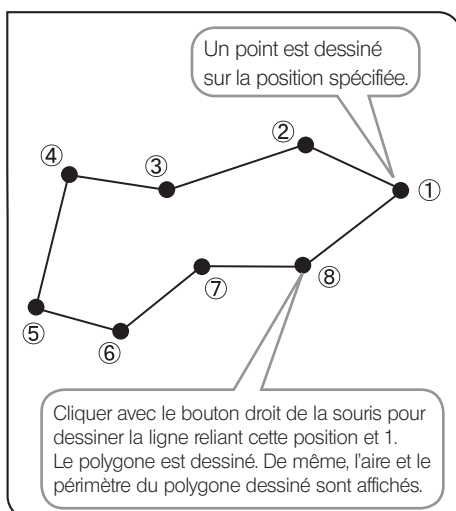 Un point est dessiné
sur la position spécifiée.
②
④
③
①
⑧
⑦
⑤
⑥
Cliquer avec le bouton droit de la souris pour
dessiner la ligne reliant cette position et 1.
Le polygone est dessiné. De même, l'aire et le
périmètre du polygone dessiné sont affichés.